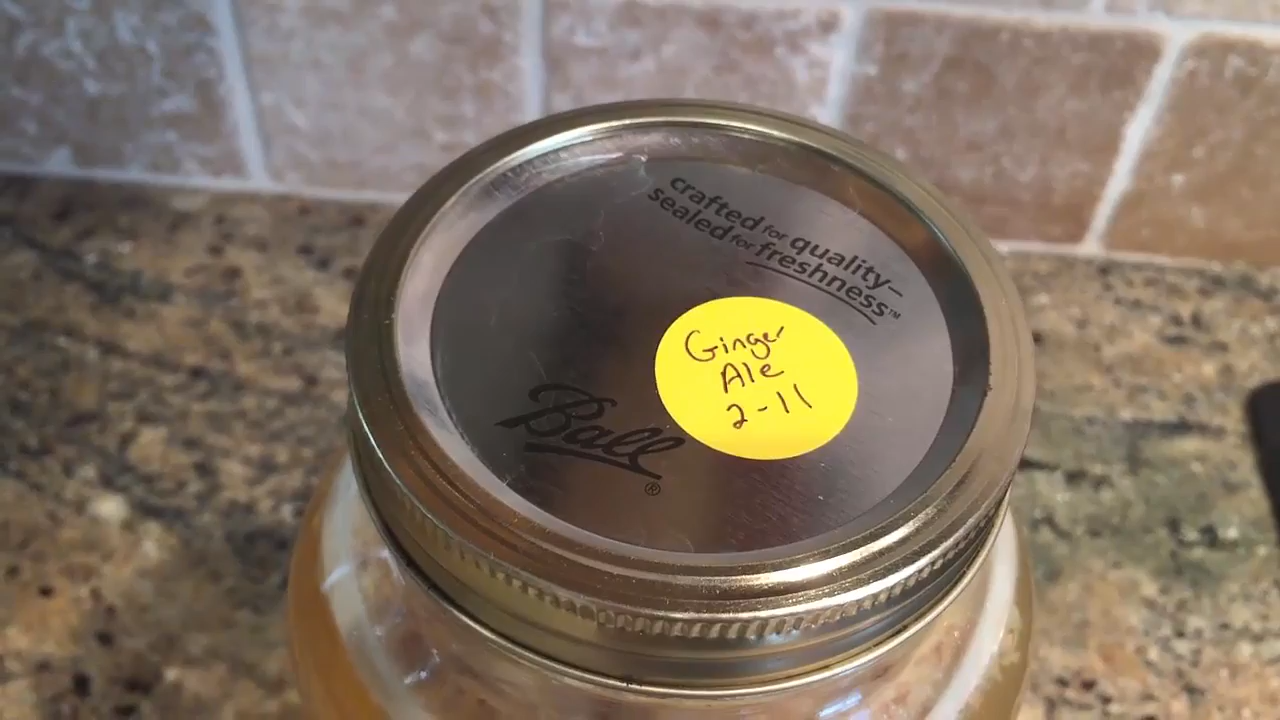 crafted for quality–
sealed for freshness™
Ginger
Ale
2-11
Ball
®